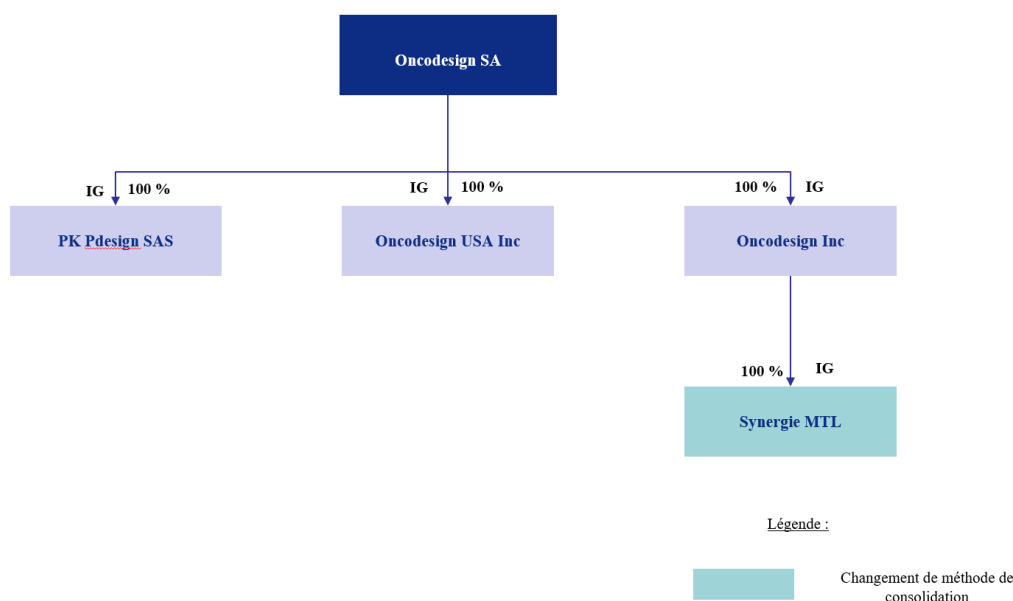 Oncodesign SA
IG 100 %
IG 100 %
100 % IG
PK Pdesign SAS
Oncodesign USA Inc
Oncodesign Inc
100 % IG
Synergie MTL
Légende :
Changement de méthode de
consolidation